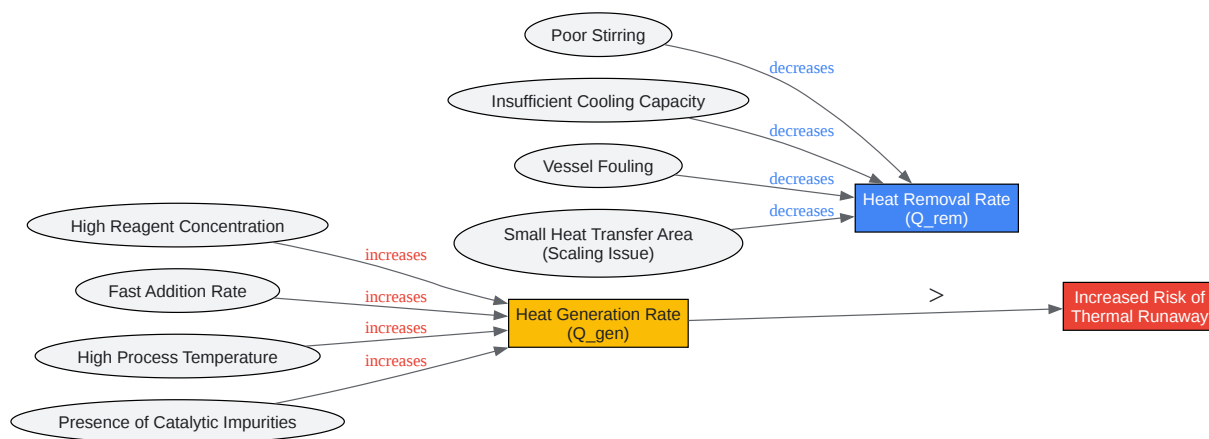 Poor Stirring
decreases
Insufficient Cooling Capacity
decreases
Vessel Fouling
decreases
Heat Removal Rate
(Q_rem)
High Reagent Concentration
decreases
Small Heat Transfer Area
(Scaling Issue)
increases
Fast Addition Rate
increases
>
Increased Risk of
Thermal Runaway
Heat Generation Rate
(Q_gen)
increases
High Process Temperature
increases
Presence of Catalytic Impurities